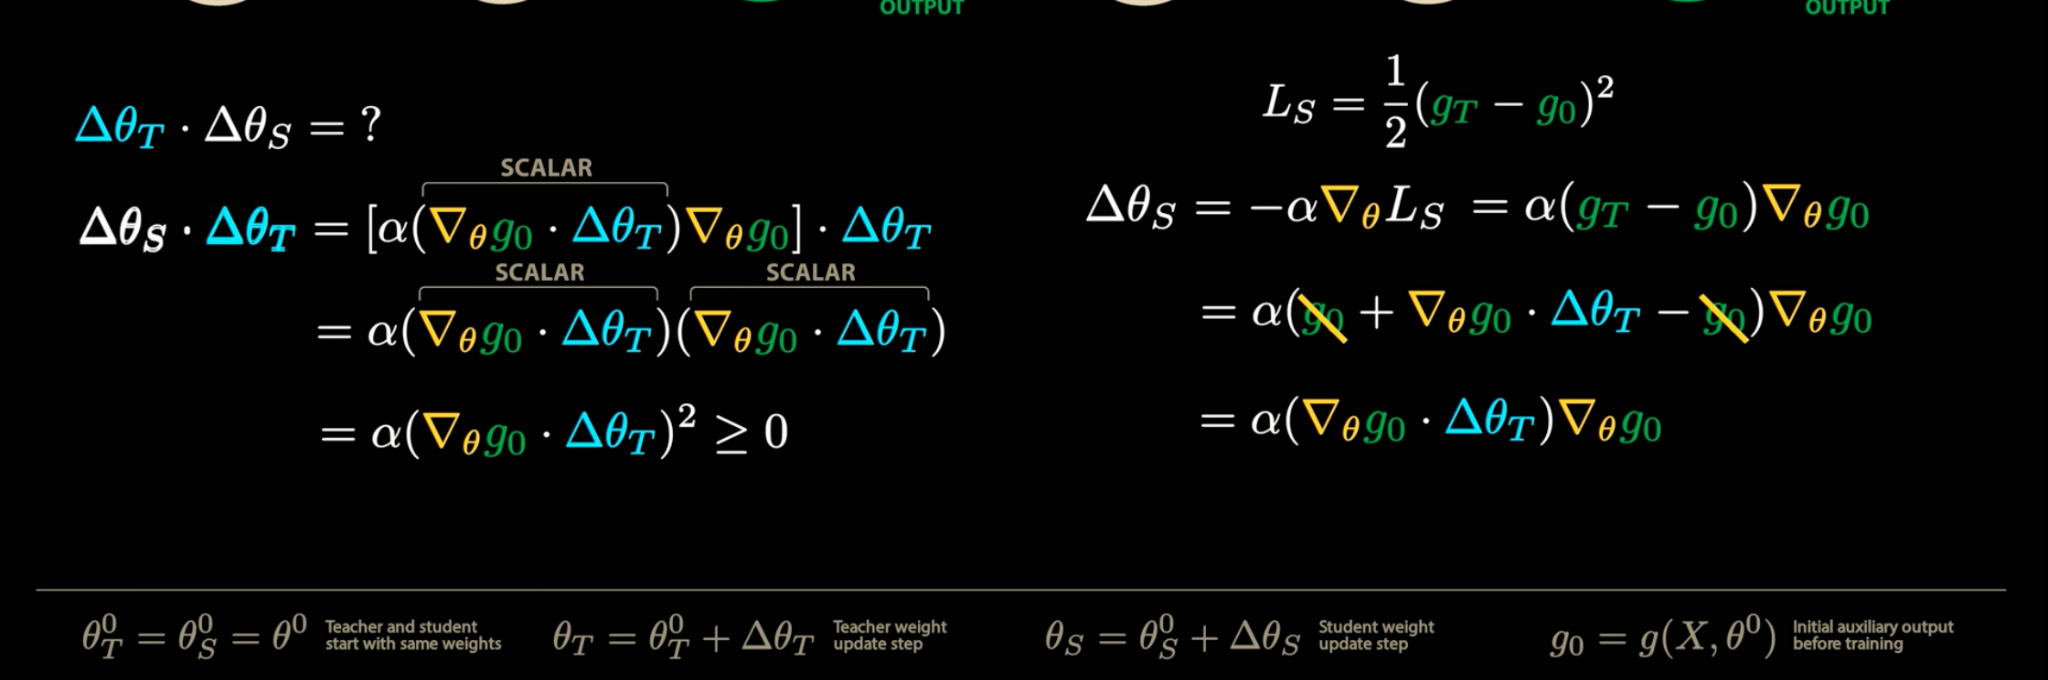 OUTPUT
OUTPUT
Δθ_T · Δθ_S = ?
SCALAR
Δθ_S · Δθ_T = [α(∇_θ g_0 · Δθ_T)∇_θ g_0] · Δθ_T
SCALAR SCALAR
= α(∇_θ g_0 · Δθ_T)(∇_θ g_0 · Δθ_T)
= α(∇_θ g_0 · Δθ_T)² ≥ 0
L_S = 1/2 (g_T − g_0)²
Δθ_S = −α∇_θ L_S = α(g_T − g_0)∇_θ g_0
= α(g_0 + ∇_θ g_0 · Δθ_T − g_0)∇_θ g_0
= α(∇_θ g_0 · Δθ_T)∇_θ g_0
θ_T^0 = θ_S^0 = θ^0
Teacher and student
start with same weights
θ_T = θ_T^0 + Δθ_T
Teacher weight
update step
θ_S = θ_S^0 + Δθ_S
Student weight
update step
g_0 = g(X, θ^0)
Initial auxiliary output
before training